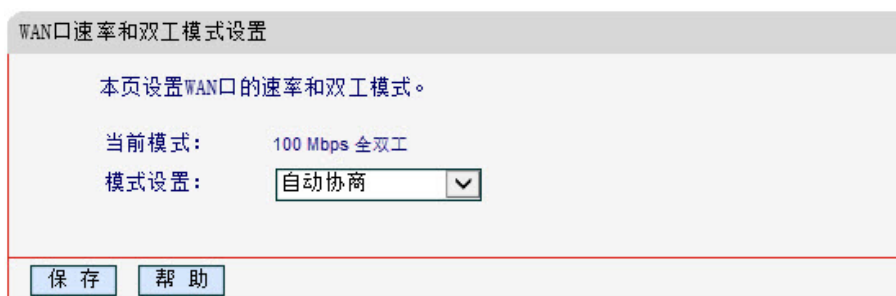 WAN口速率和双工模式设置
本页设置WAN口的速率和双工模式。
当前模式： 100 Mbps 全双工
模式设置： 自动协商
保 存 帮 助